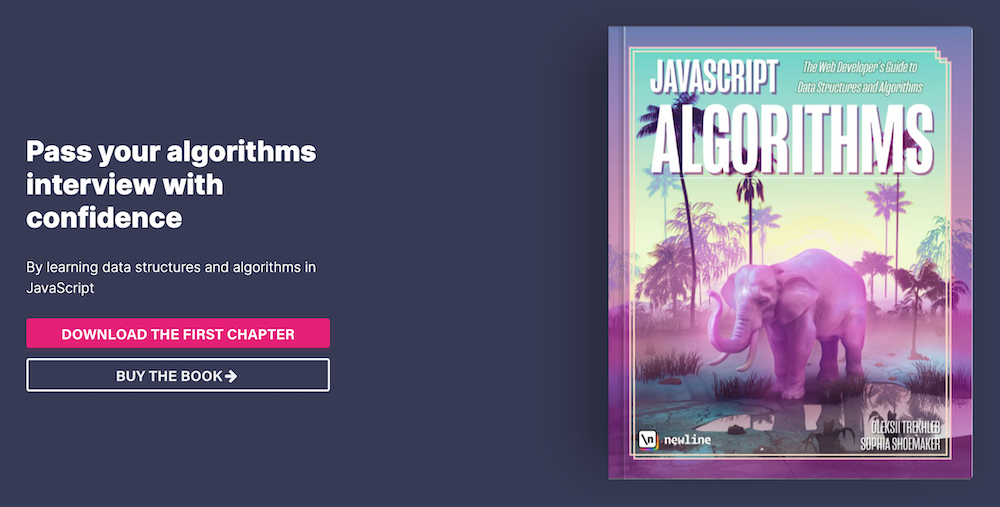 Pass your algorithms
interview with
confidence
By learning data structures and algorithms in
JavaScript
DOWNLOAD THE FIRST CHAPTER
BUY THE BOOK
JAVASCRIPT
The Web Developer's Guide to
Data Structures and Algorithms
ALGORITHMS
\n newline
OLEKSII TREKHLEB
SOPHIA SHOEMAKER